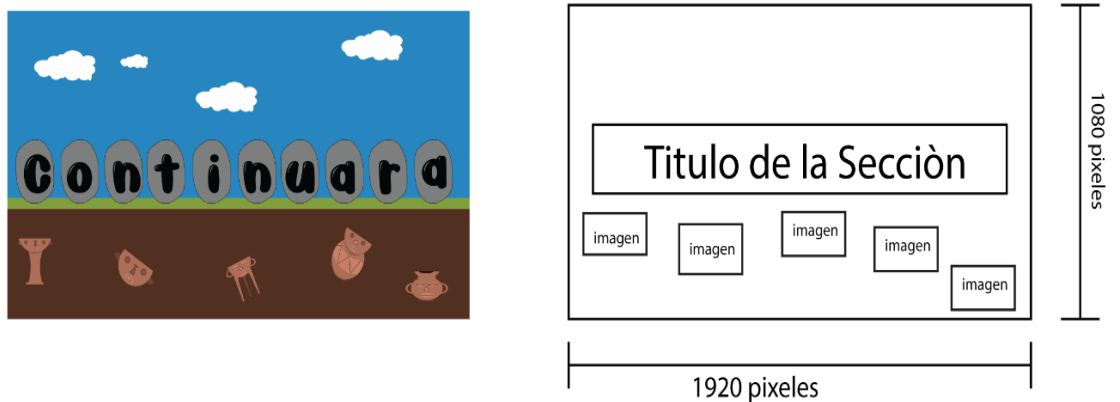 Continuara
Titulo de la Secciòn
imagen
imagen
imagen
imagen
imagen
1080 pixeles
1920 pixeles